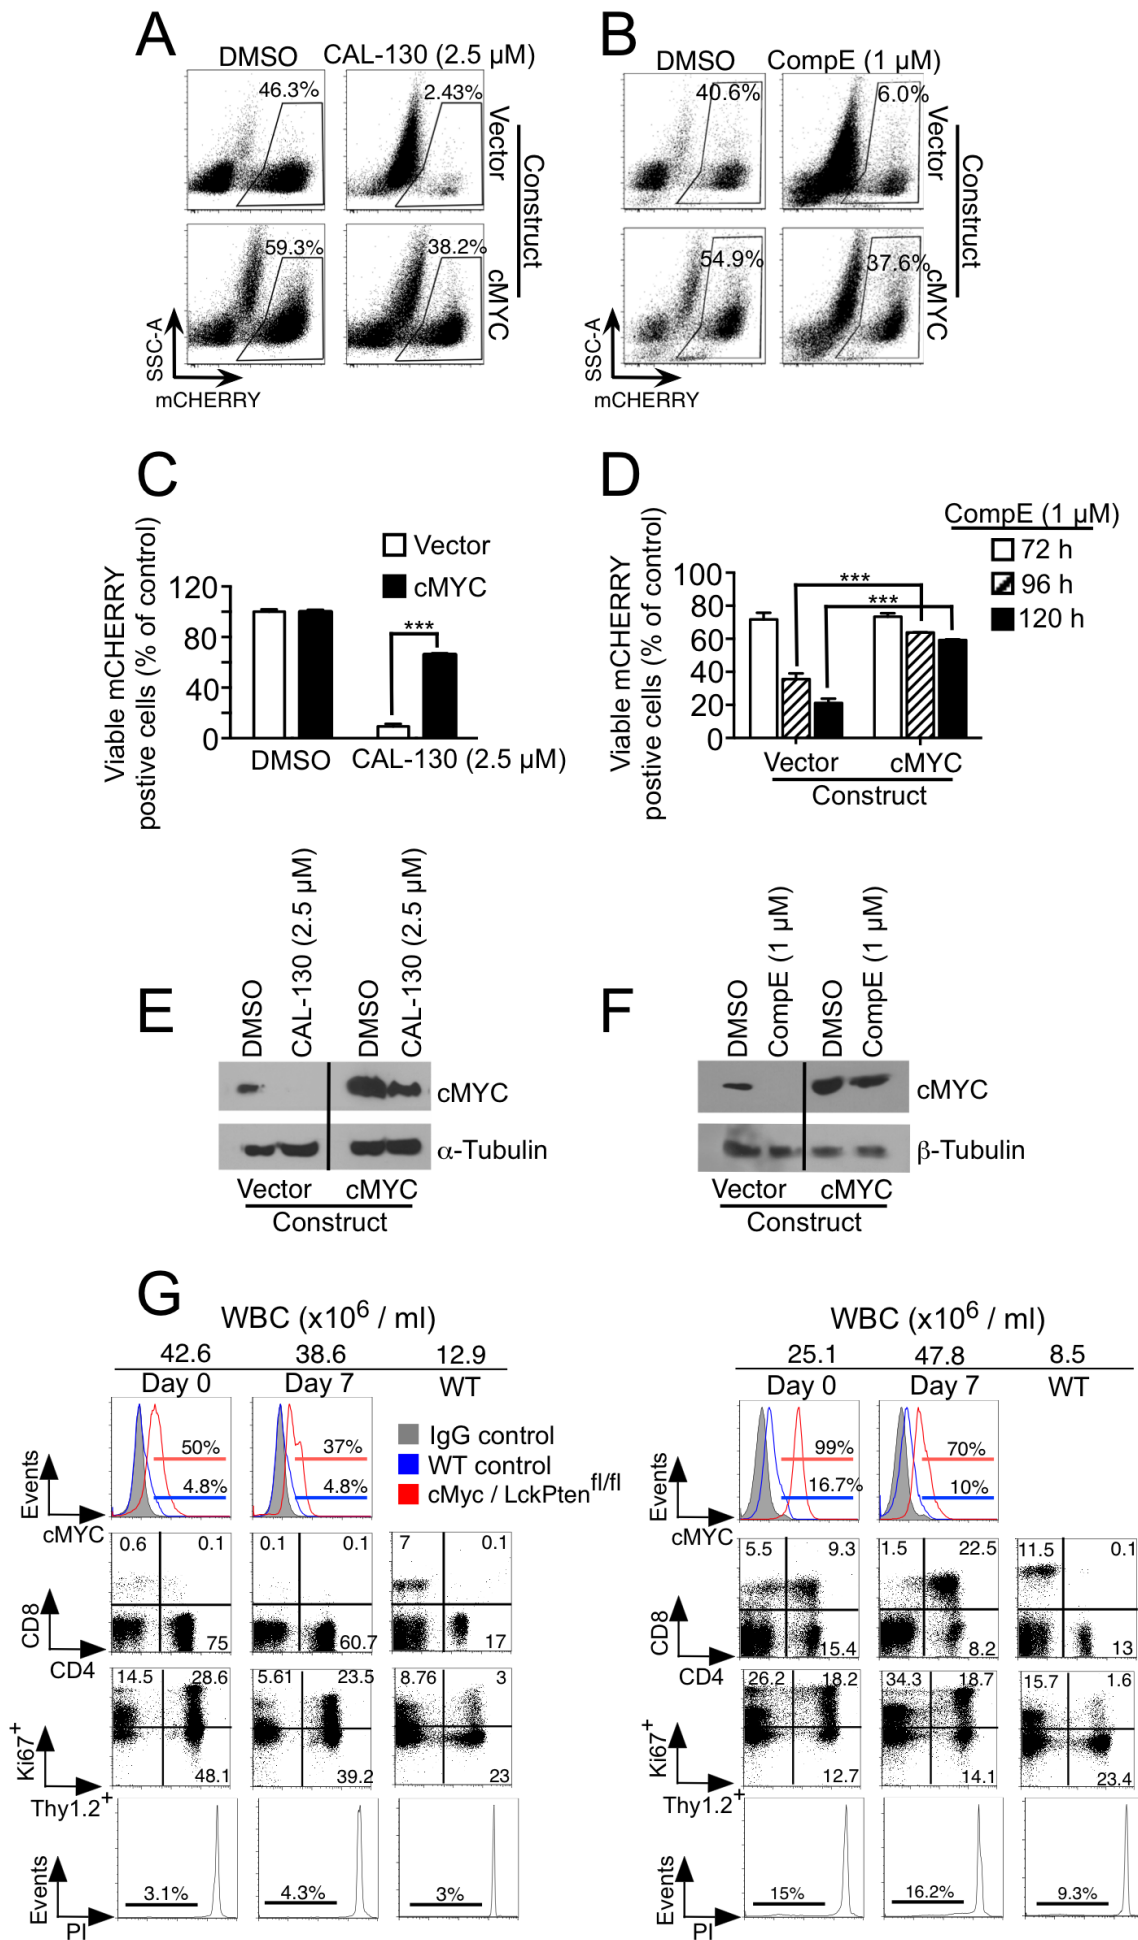 A
DMSO CAL-130 (2.5 µM)
46.3%
2.43%
Vector
59.3%
38.2%
cMYC
Construct
SSC-A
mCHERRY
B
DMSO CompE (1 µM)
40.6%
6.0%
Vector
54.9%
37.6%
cMYC
Construct
SSC-A
mCHERRY
C
Viable mCHERRY
postive cells (% of control)
Vector
cMYC
120
80
40
0
***
DMSO CAL-130 (2.5 µM)
D
Viable mCHERRY
postive cells (% of control)
CompE (1 µM)
72 h
96 h
120 h
100
80
60
40
20
0
***
***
Vector cMYC
Construct
E
DMSO
CAL-130 (2.5 µM)
DMSO
CAL-130 (2.5 µM)
cMYC
α-Tubulin
Vector cMYC
Construct
F
DMSO
CompE (1 µM)
DMSO
CompE (1 µM)
cMYC
β-Tubulin
Vector cMYC
Construct
G
WBC (x10⁶ / ml)
42.6 38.6 12.9
Day 0 Day 7 WT
50%
4.8%
37%
4.8%
IgG control
WT control
cMyc / LckPten fl/fl
Events
cMYC
0.6 0.1
75
0.1 0.1
60.7
7 0.1
17
CD8
CD4
14.5 28.6
48.1
5.61 23.5
39.2
8.76 3
23
Ki67⁺
Thy1.2⁺
3.1%
4.3%
3%
Events
PI
WBC (x10⁶ / ml)
25.1 47.8 8.5
Day 0 Day 7 WT
99%
16.7%
70%
10%
Events
cMYC
5.5 9.3
15.4
1.5 22.5
8.2
11.5 0.1
13
CD8
CD4
26.2 18.2
12.7
34.3 18.7
14.1
15.7 1.6
23.4
Ki67⁺
Thy1.2⁺
15%
16.2%
9.3%
Events
PI